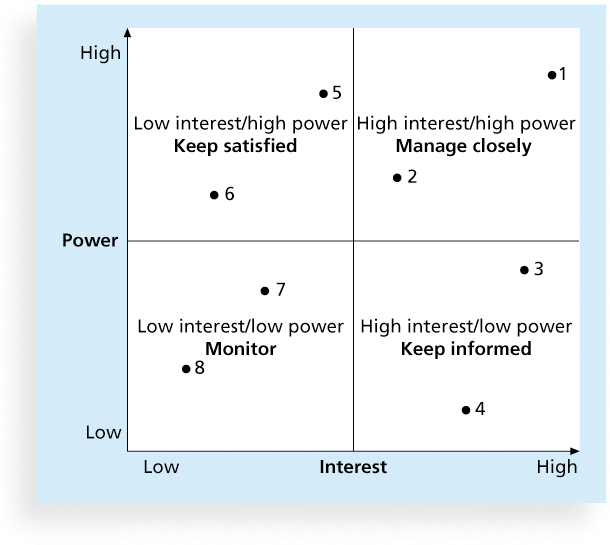 High
1
5
Low interest/high power
Keep satisfied
High interest/high power
Manage closely
2
6
Power
3
7
Low interest/low power
Monitor
High interest/low power
Keep informed
8
4
Low
Low
Interest
High